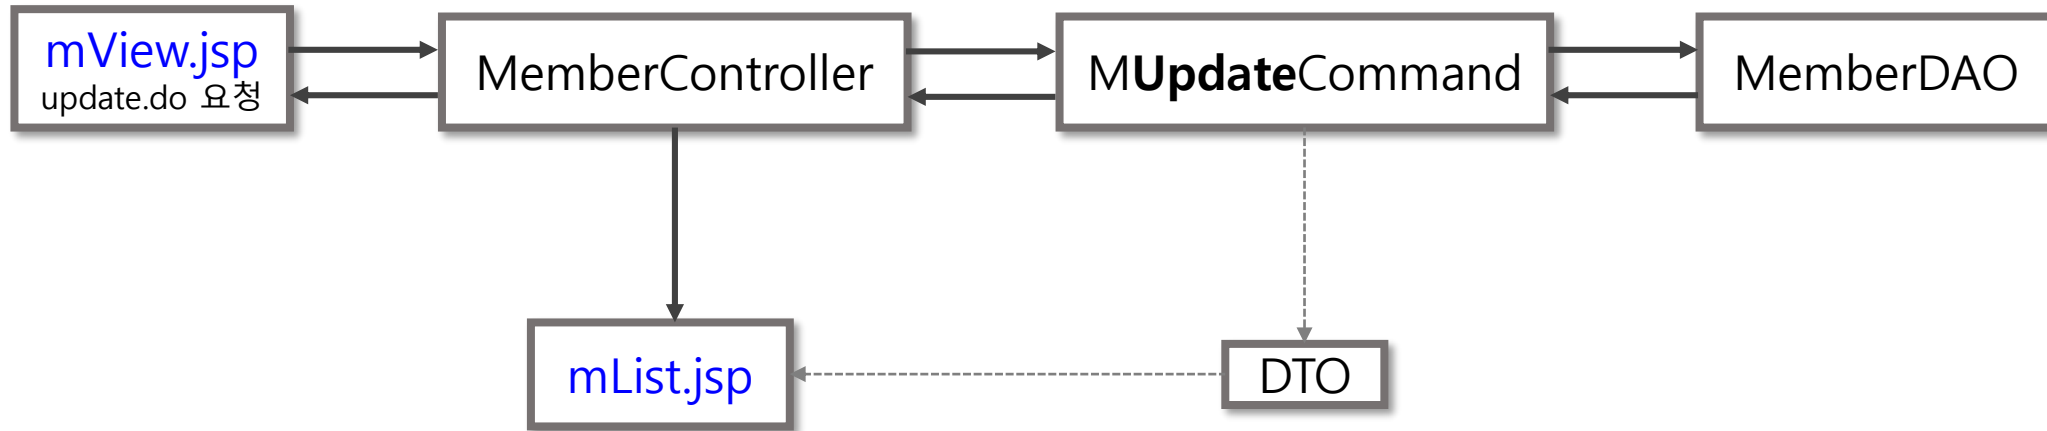 mView.jsp
update.do 요청
MemberController
MUpdateCommand
MemberDAO
mList.jsp
DTO